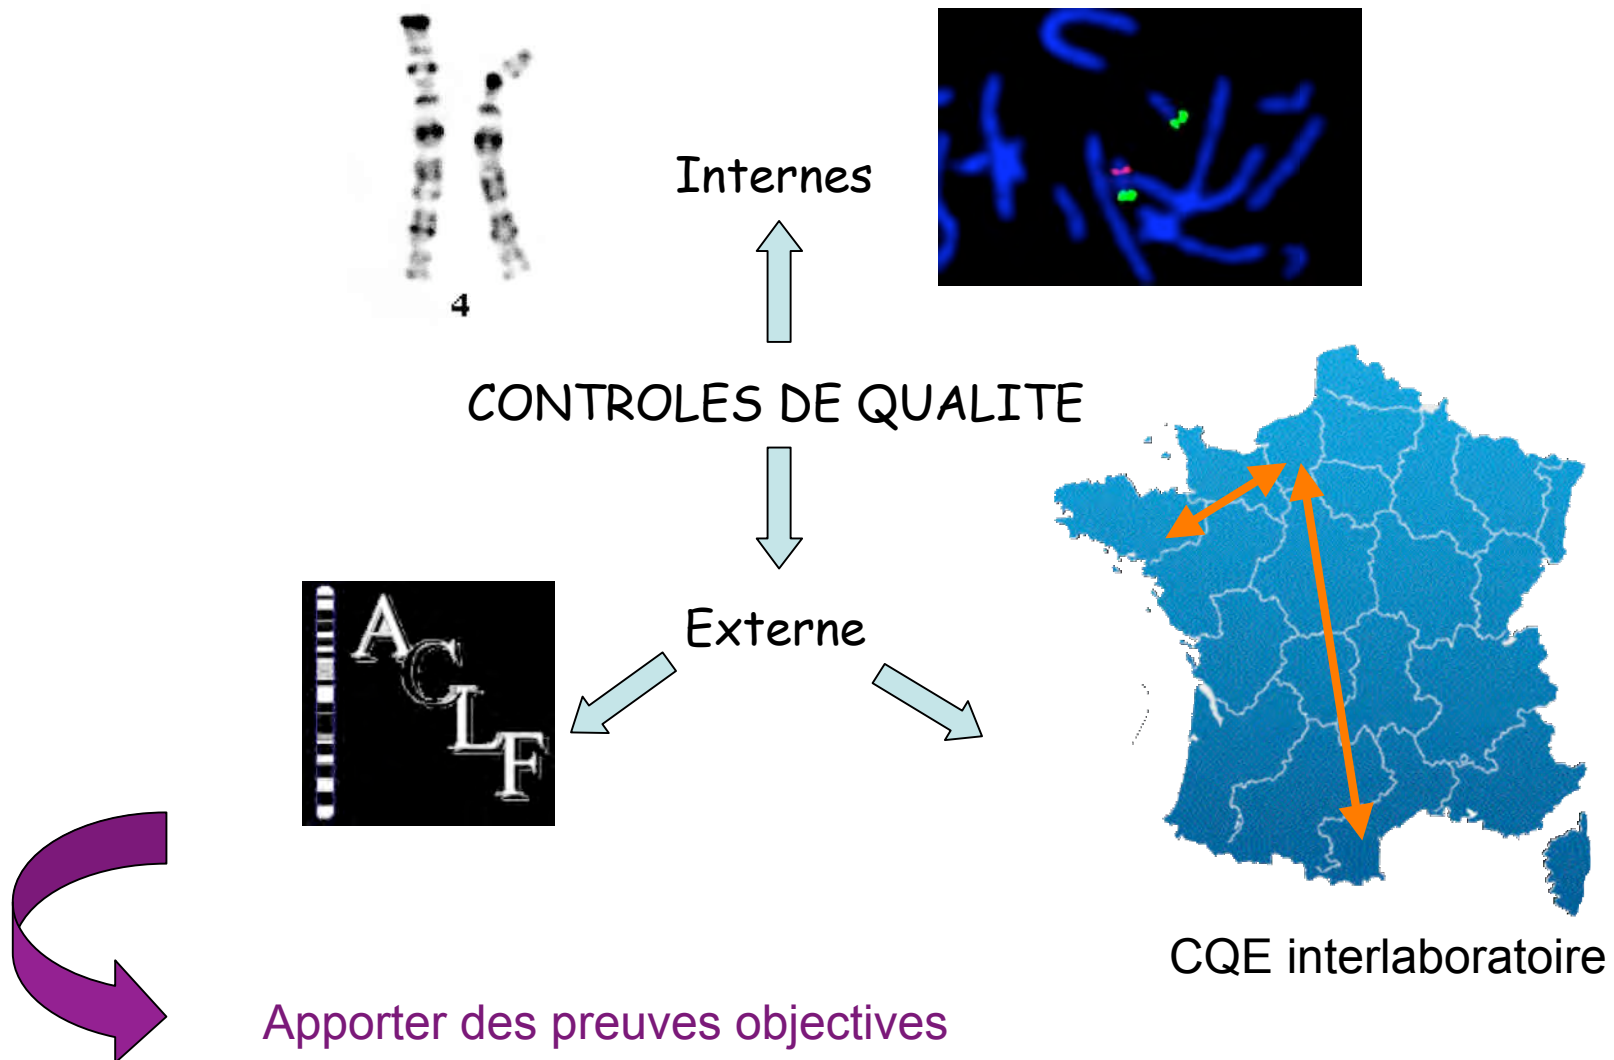 4
Internes
CONTROLES DE QUALITE
Externe
ACLF
CQE interlaboratoire
Apporter des preuves objectives